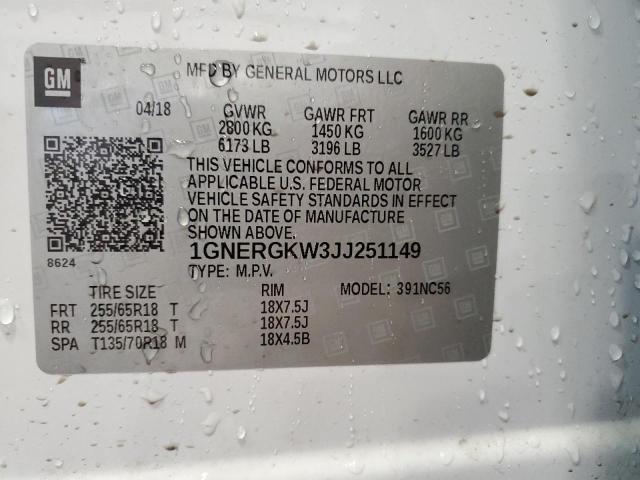 GM
MFD BY GENERAL MOTORS LLC
04/18 GVWR GAWR FRT GAWR RR
2800 KG 1450 KG 1600 KG
6173 LB 3196 LB 3527 LB
THIS VEHICLE CONFORMS TO ALL
APPLICABLE U.S. FEDERAL MOTOR
VEHICLE SAFETY STANDARDS IN EFFECT
ON THE DATE OF MANUFACTURE
SHOWN ABOVE.
8624 1GNERGKW3JJ251149
TYPE: M.P.V.
TIRE SIZE RIM MODEL: 391NC56
FRT 255/65R18 T 18X7.5J
RR 255/65R18 T 18X7.5J
SPA T135/70R18 M 18X4.5B